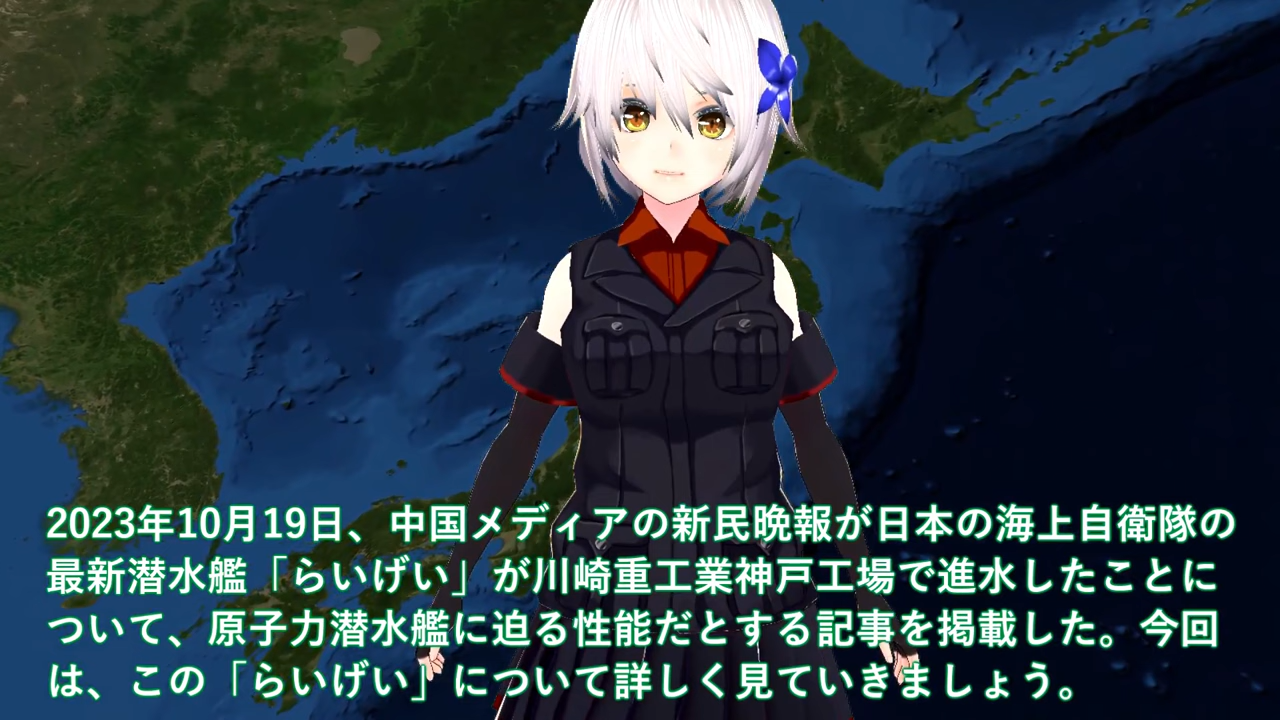 2023年10月19日、中国メディアの新民晩報が日本の海上自衛隊の
最新潜水艦「らいげい」が川崎重工業神戸工場で進水したことに
ついて、原子力潜水艦に迫る性能だとする記事を掲載した。今回
は、この「らいげい」について詳しく見ていきましょう。